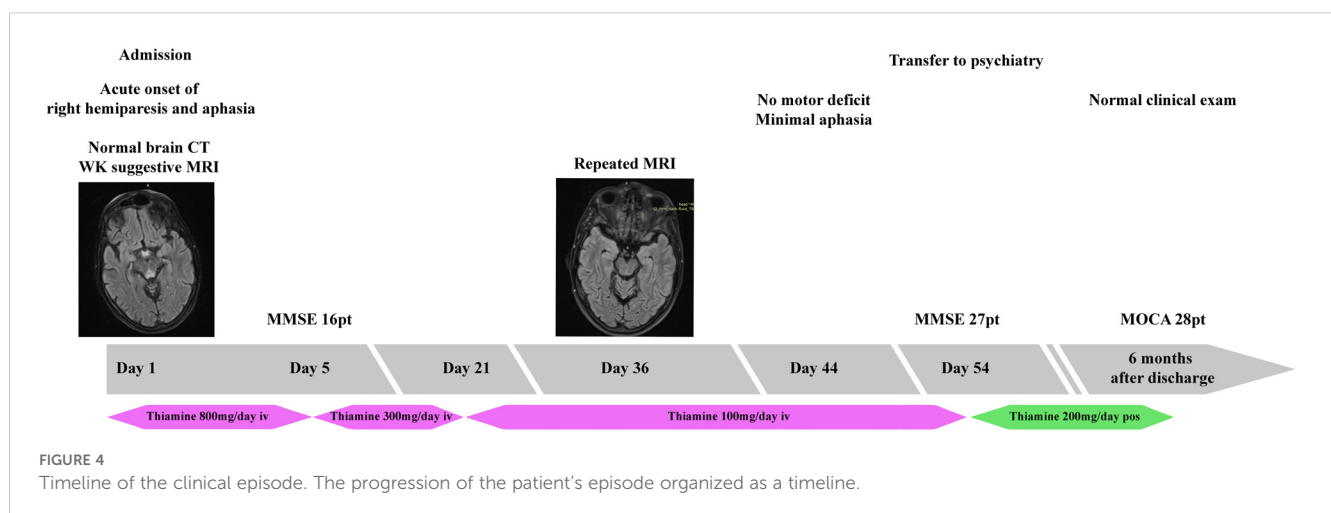 Admission
Acute onset of
right hemiparesis and aphasia
Normal brain CT
WK suggestive MRI
Repeated MRI
No motor deficit
Minimal aphasia
Transfer to psychiatry
Normal clinical exam
MMSE 16pt
MMSE 27pt
MOCA 28pt
Day 1
Day 5
Day 21
Day 36
Day 44
Day 54
6 months
after discharge
Thiamine 800mg/day iv
Thiamine 300mg/day iv
Thiamine 100mg/day iv
Thiamine 200mg/day pos
FIGURE 4
Timeline of the clinical episode. The progression of the patient's episode organized as a timeline.